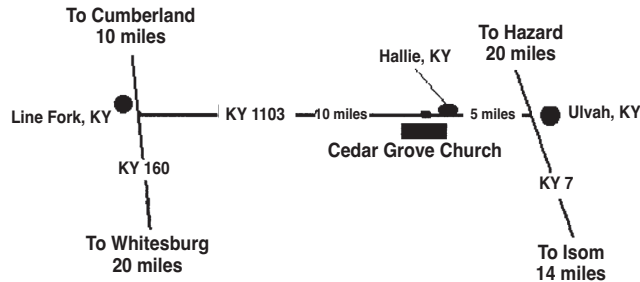 To Cumberland
10 miles
To Hazard
20 miles
Hallie, KY
Line Fork, KY
KY 1103
10 miles
5 miles
Ulvah, KY
Cedar Grove Church
KY 160
KY 7
To Whitesburg
20 miles
To Isom
14 miles